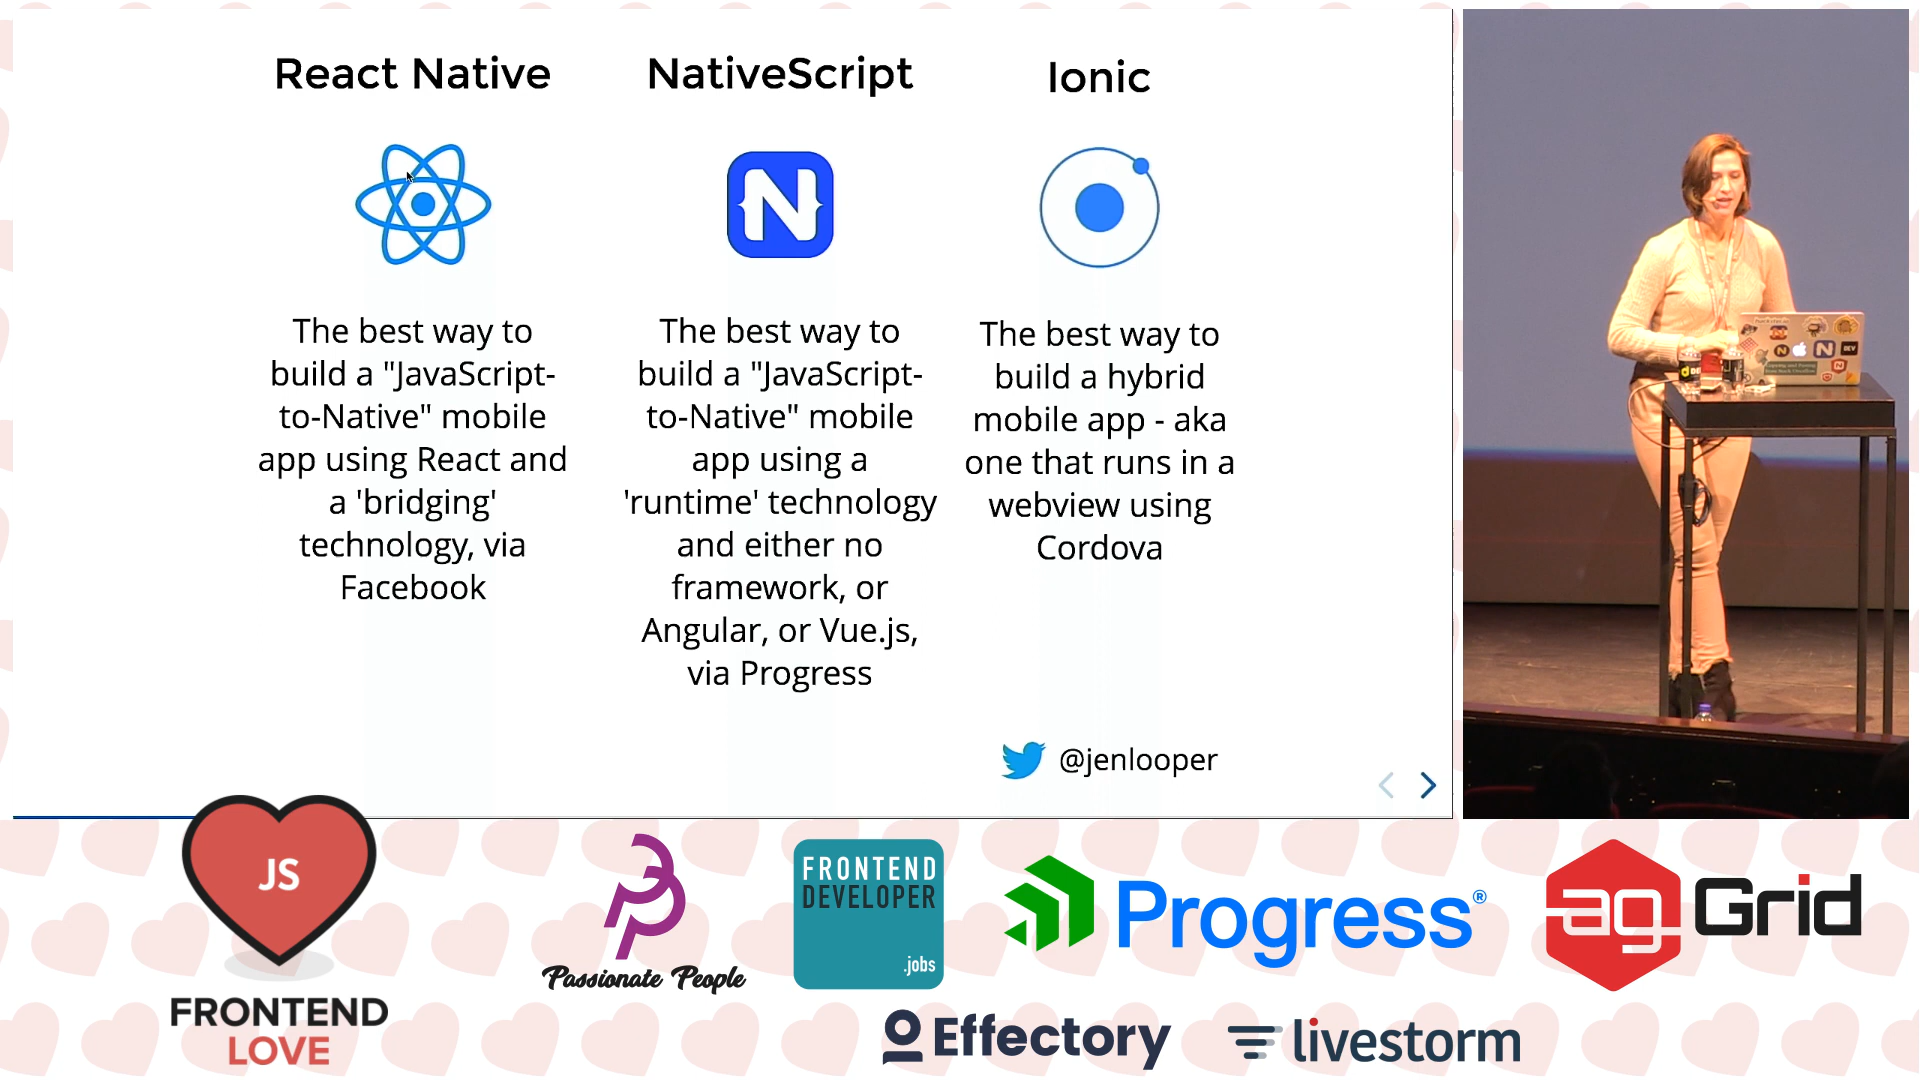 React Native
The best way to
build a "JavaScript-
to-Native" mobile
app using React and
a 'bridging'
technology, via
Facebook
NativeScript
N
The best way to
build a "JavaScript-
to-Native" mobile
app using a
'runtime' technology
and either no
framework, or
Angular, or Vue.js,
via Progress
Ionic
The best way to
build a hybrid
mobile app - aka
one that runs in a
webview using
Cordova
@jenlooper
N
DEV
JS
FRONTEND
LOVE
Passionate People
FRONTEND
DEVELOPER
.jobs
Progress®
ag Grid
Effectory
livestorm